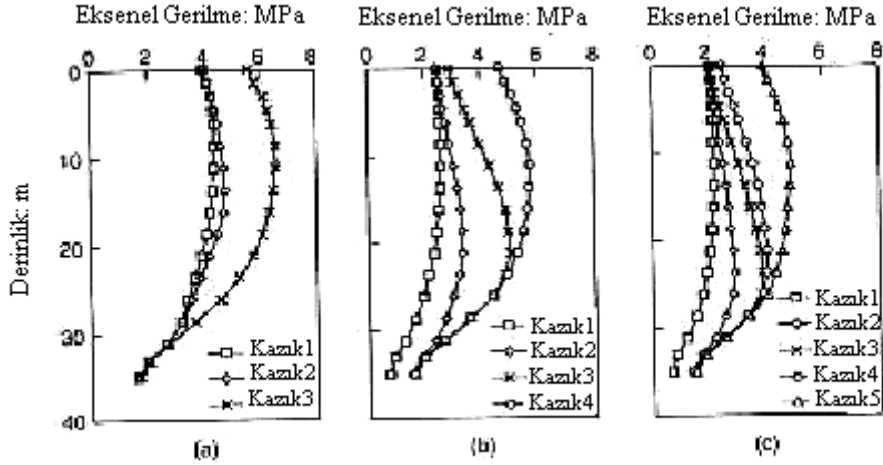 Eksenel Gerilme: MPa
0 2 4 6 8
Derinlik: m
0
10
20
30
40
Kazık1
Kazık2
Kazık3
(a)
Eksenel Gerilme: MPa
0 2 4 6 8
Kazık1
Kazık2
Kazık3
Kazık4
(b)
Eksenel Gerilme: MPa
0 2 4 6 8
Kazık1
Kazık2
Kazık3
Kazık4
Kazık5
(c)